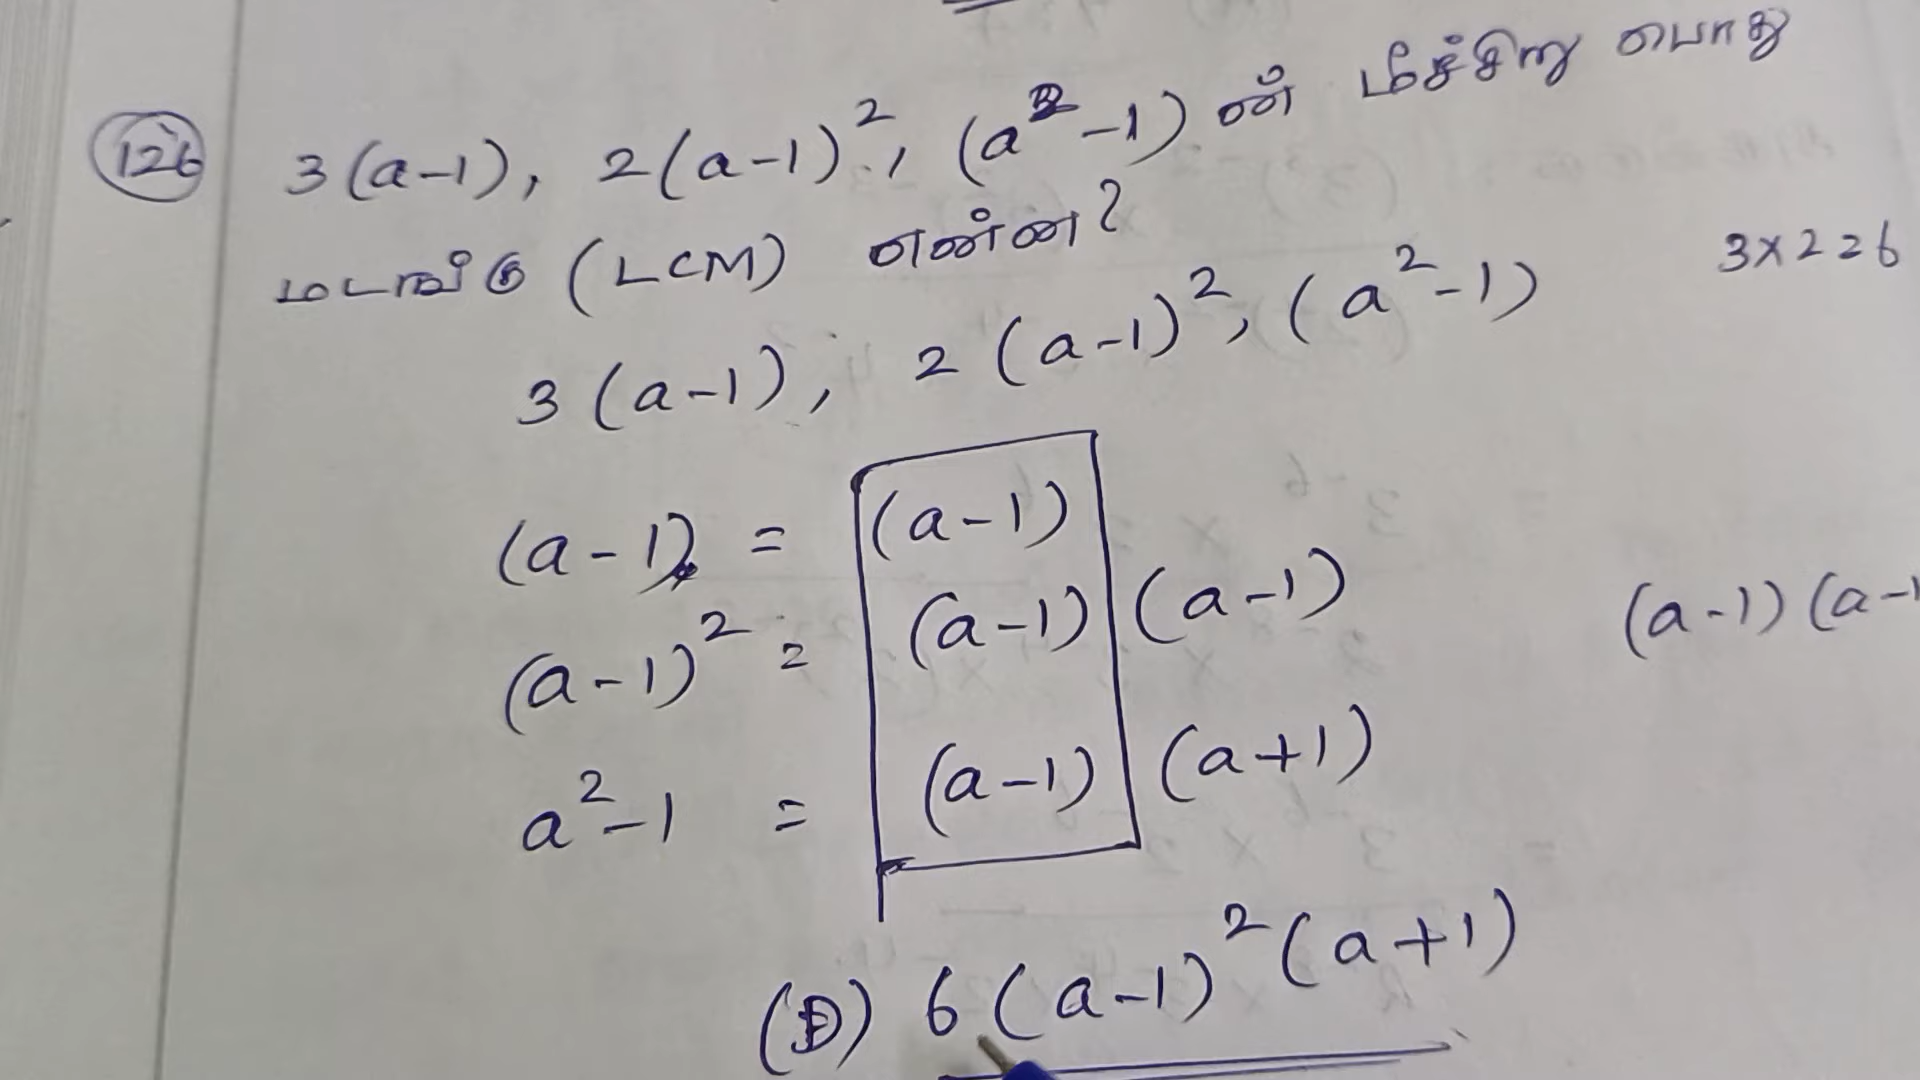 126 3(a-1), 2(a-1)², (a²-1) ன் மீச்சிறு பொது
மடங்கு (LCM) என்ன?
3×2=6
3(a-1), 2(a-1)², (a²-1)
(a-1) = (a-1)
(a-1)² = (a-1)(a-1)
(a-1)(a-1
a²-1 = (a-1)(a+1)
(D) 6(a-1)²(a+1)